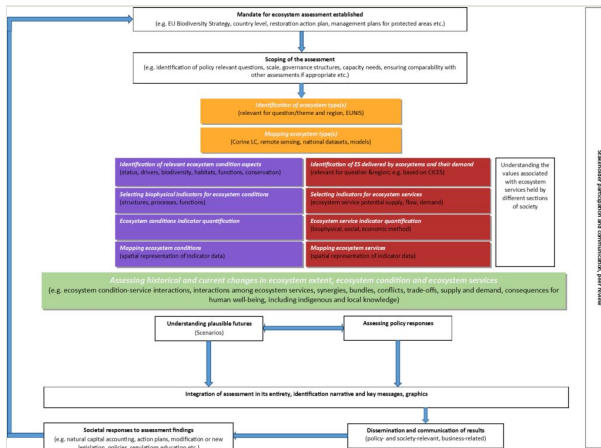 Mandate for ecosystem assessment established
(e.g. EU Biodiversity Strategy, country level, restoration action plan, management plans for protected areas etc.)
Scoping of the assessment
(e.g. identification of policy relevant questions, scale, governance structures, capacity needs, ensuring comparability with
other assessments if appropriate etc.)
Identification of ecosystem type(s)
(relevant for question/theme and region, EUNIS)
Mapping ecosystem type(s)
(Corine LC, remote sensing, national datasets, models)
Identification of relevant ecosystem condition aspects
(status, drivers, biodiversity, habitats, functions, conservation)
Selecting biophysical indicators for ecosystem conditions
(structures, processes, functions)
Ecosystem conditions indicator quantification
Mapping ecosystem conditions
(spatial representation of indicator data)
Identification of ES delivered by ecosystems and their demand
(relevant for question &region; e.g. based on CICES)
Selecting indicators for ecosystem services
(ecosystem service potential supply, flow, demand)
Ecosystem service indicator quantification
(biophysical, social, economic method)
Mapping ecosystem services
(spatial representation of indicator data)
Understanding the
values associated
with ecosystem
services held by
different sections
of society
Assessing historical and current changes in ecosystem extent, ecosystem condition and ecosystem services
(e.g. ecosystem condition-service interactions, interactions among ecosystem services, synergies, bundles, conflicts, trade-offs, supply and demand, consequences for
human well-being, including indigenous and local knowledge)
Understanding plausible futures
(Scenarios)
Assessing policy responses
Integration of assessment in its entirety, identification narrative and key messages, graphics
Societal responses to assessment findings
(e.g. natural capital accounting, action plans, modification or new
legislation, policies, regulations education etc.)
Dissemination and communication of results
(policy- and society-relevant, business-related)
Stakeholder participation and communication, peer review